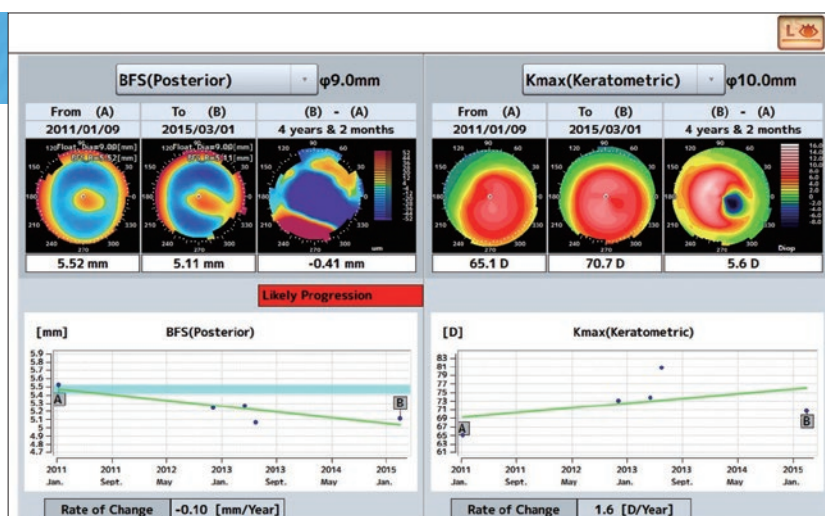 L
BFS(Posterior) φ9.0mm
Kmax(Keratometric) φ10.0mm
From (A) To (B) (B) - (A)
2011/01/09 2015/03/01 4 years & 2 months
um
5.52 mm 5.11 mm -0.41 mm
Likely Progression
From (A) To (B) (B) - (A)
2011/01/09 2015/03/01 4 years & 2 months
Diop
65.1 D 70.7 D 5.6 D
[mm] BFS(Posterior)
5.9
5.8
5.7
5.6
5.5
5.4
5.3
5.2
5.1
5
4.9
4.8
4.7
A
B
2011 2011 2012 2013 2013 2014 2015
Jan. Sept. May Jan. Sept. May Jan.
Rate of Change -0.10 [mm/Year]
[D] Kmax(Keratometric)
83
81
79
77
75
73
71
69
67
65
63
61
A
B
2011 2011 2012 2013 2013 2014 2015
Jan. Sept. May Jan. Sept. May Jan.
Rate of Change 1.6 [D/Year]